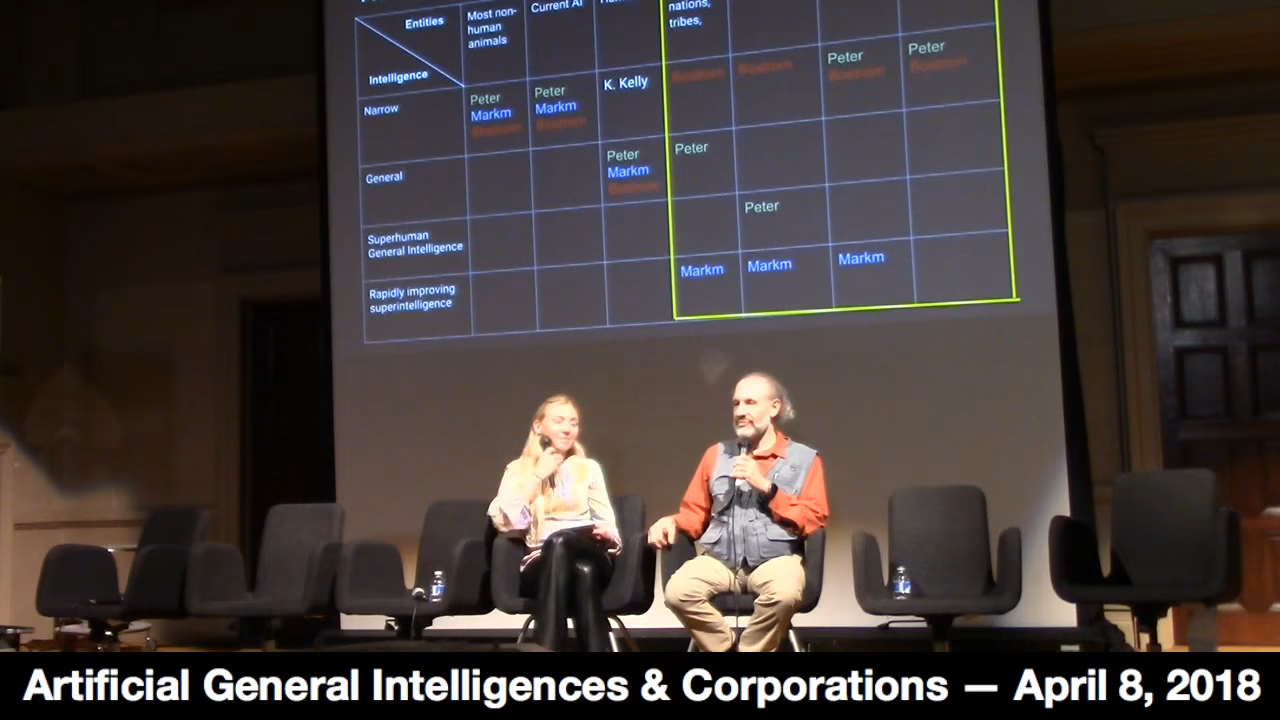 Entities
Most non-
human
animals
Current AI
nations,
tribes,
Intelligence
Narrow
Peter
Markm
Bostrom
Peter
Markm
Bostrom
K. Kelly
Bostrom
Bostrom
Peter
Bostrom
Peter
Bostrom
General
Peter
Markm
Bostrom
Peter
Superhuman
General Intelligence
Peter
Rapidly improving
superintelligence
Markm
Markm
Markm
Artificial General Intelligences & Corporations — April 8, 2018